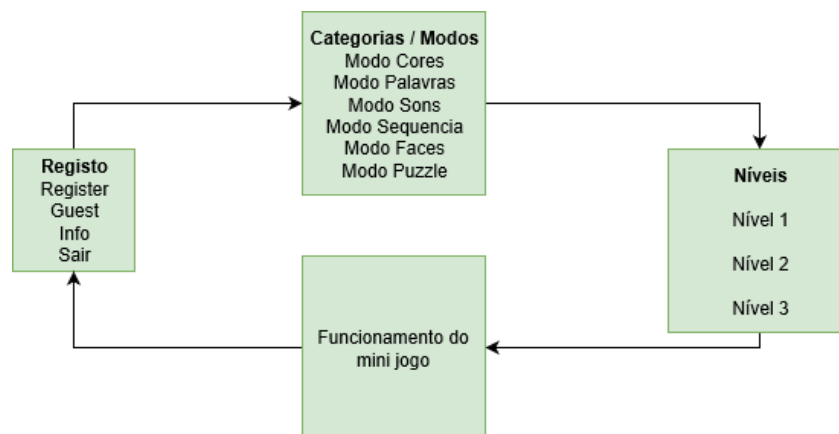 Categorias / Modos
Modo Cores
Modo Palavras
Modo Sons
Modo Sequencia
Modo Faces
Modo Puzzle
Registo
Register
Guest
Info
Sair
Níveis
Nível 1
Nível 2
Nível 3
Funcionamento do
mini jogo